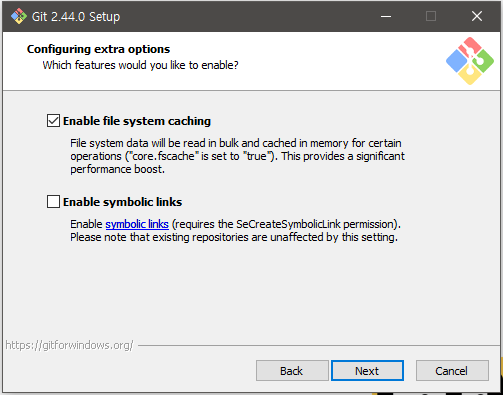 Git 2.44.0 Setup
Configuring extra options
Which features would you like to enable?
Enable file system caching
File system data will be read in bulk and cached in memory for certain
operations ("core.fscache" is set to "true"). This provides a significant
performance boost.
Enable symbolic links
Enable symbolic links (requires the SeCreateSymbolicLink permission).
Please note that existing repositories are unaffected by this setting.
https://gitforwindows.org/
Back
Next
Cancel